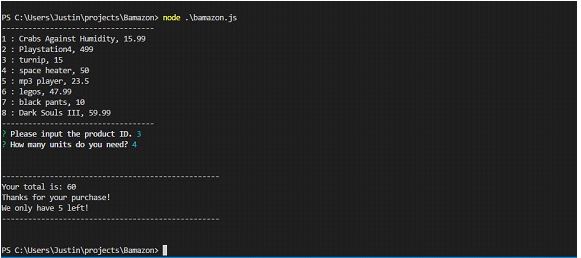 PS C:\Users\Justin\projects\Bamazon> node .\bamazon.js
-----------------------------------
1 : Crabs Against Humidity, 15.99
2 : Playstation4, 499
3 : turnip, 15
4 : space heater, 50
5 : mp3 player, 23.5
6 : legos, 47.99
7 : black pants, 10
8 : Dark Souls III, 59.99
-----------------------------------
? Please input the product ID. 3
? How many units do you need? 4
--------------------------------------------------
Your total is: 60
Thanks for your purchase!
We only have 5 left!
--------------------------------------------------
PS C:\Users\Justin\projects\Bamazon>